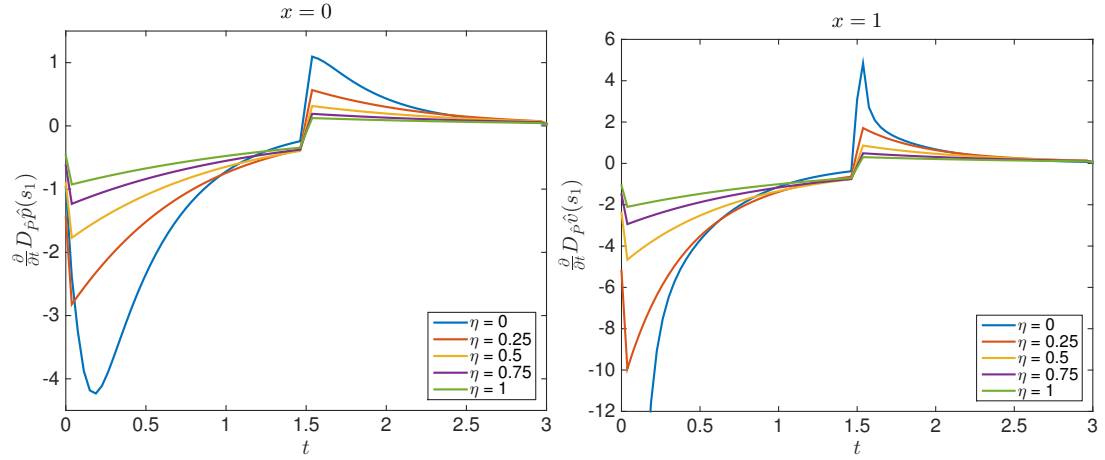 x = 0
∂/∂t D_P̂ p̂(s₁)
1
0
-1
-2
-3
-4
0
0.5
1
1.5
2
2.5
3
t
η = 0
η = 0.25
η = 0.5
η = 0.75
η = 1
x = 1
∂/∂t D_P̂ v̂(s₁)
6
4
2
0
-2
-4
-6
-8
-10
-12
0
0.5
1
1.5
2
2.5
3
t
η = 0
η = 0.25
η = 0.5
η = 0.75
η = 1